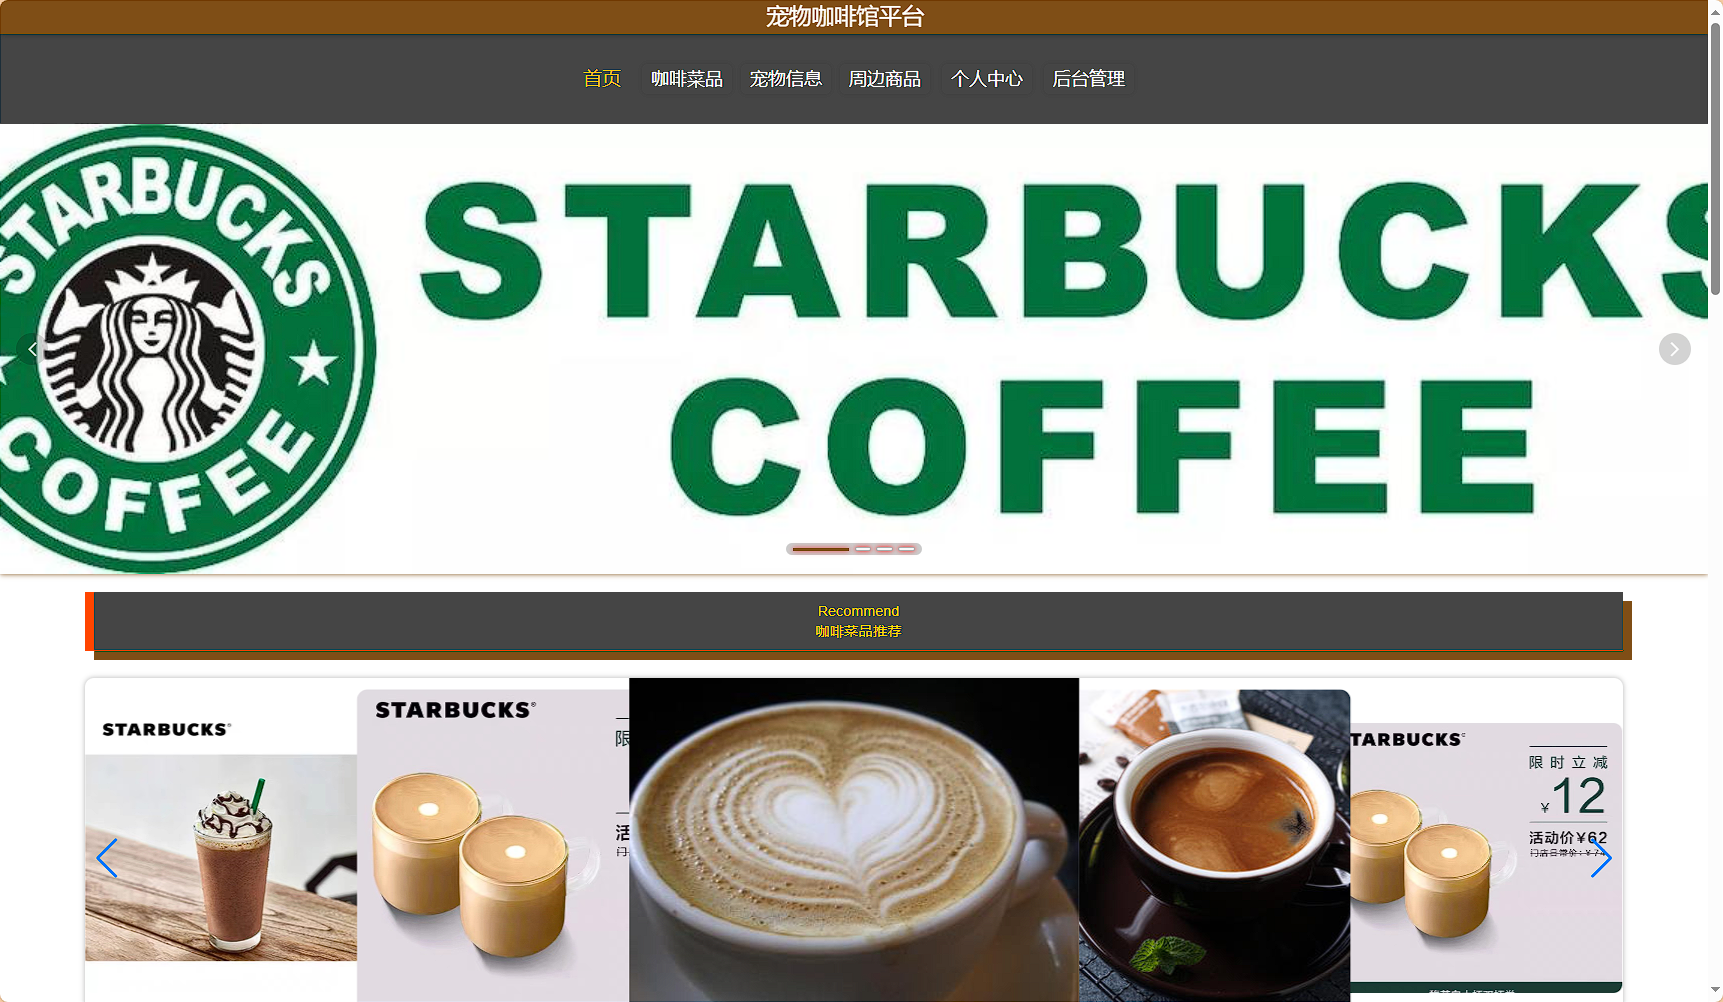 宠物咖啡馆平台
首页 咖啡菜品 宠物信息 周边商品 个人中心 后台管理
STARBUCKS
COFFEE
STARBUCKS
COFFEE
Recommend
咖啡菜品推荐
STARBUCKS
STARBUCKS
限
活
门
TARBUCKS
限时立减
¥12
活动价¥62